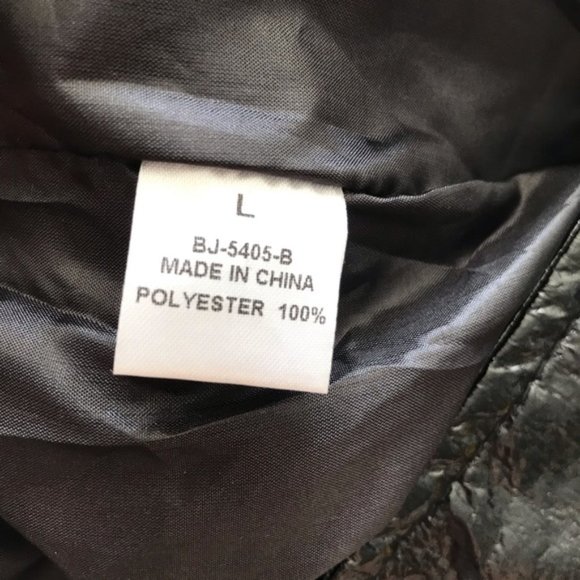 L
BJ-5405-B
MADE IN CHINA
POLYESTER 100%